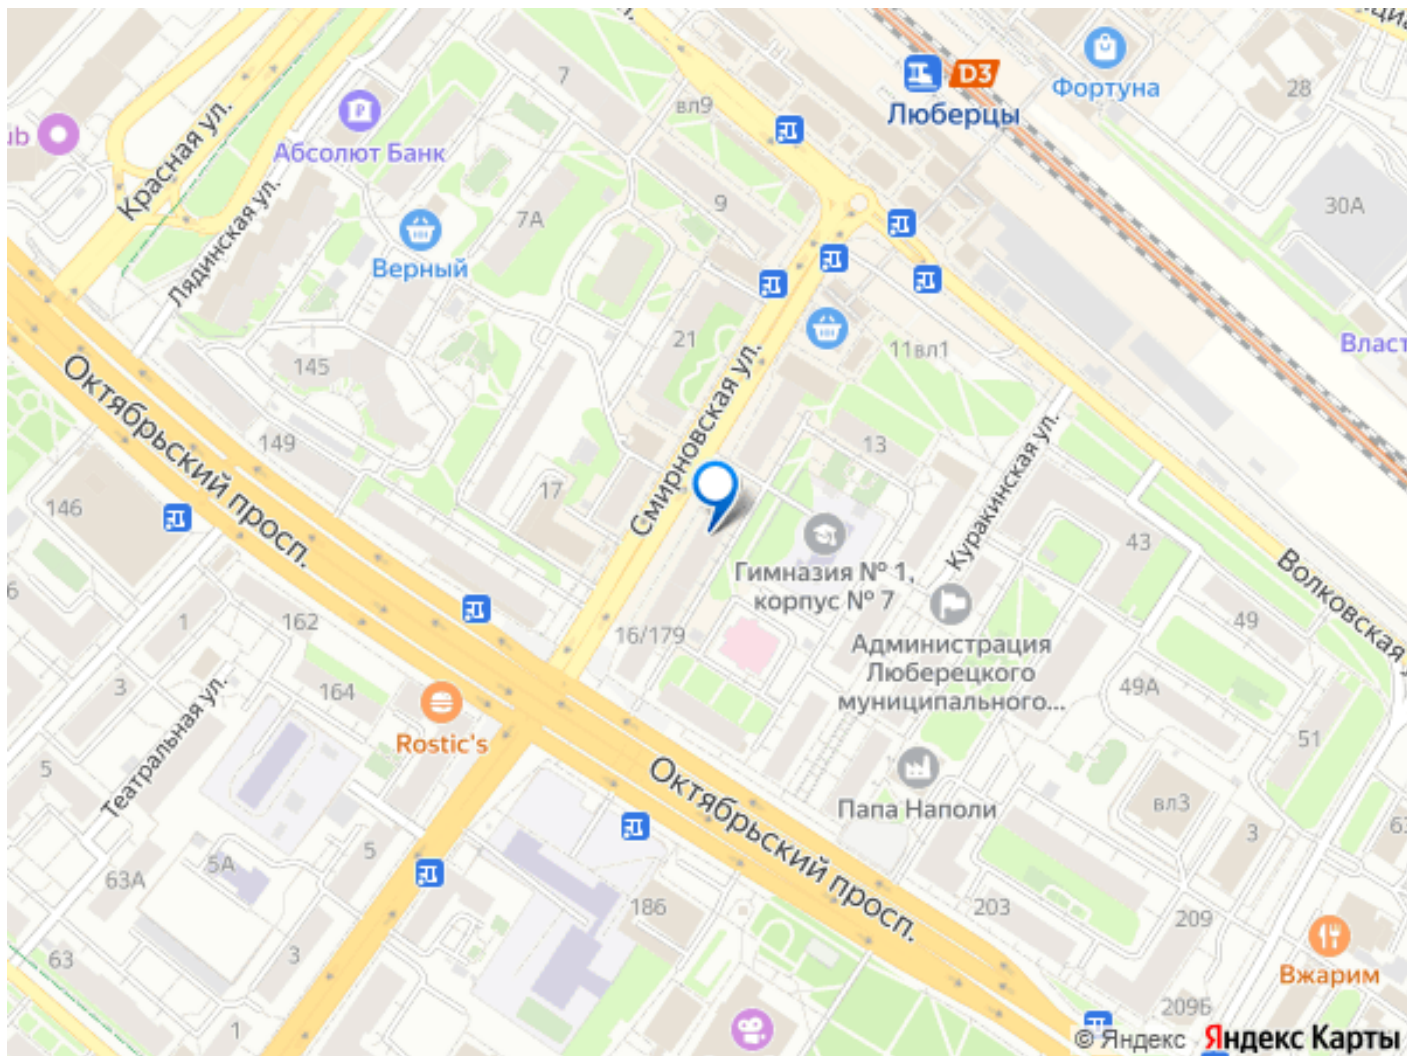 28
7
вл9
D3
Люберцы
Фортуна
ub
Красная ул.
Абсолют Банк
Лядинская ул.
7А
9
30А
Верный
21
11вл1
Власт
145
Октябрьский просп.
149
Смирновская ул.
13
Куракинская ул.
146
17
43
Гимназия № 1,
корпус № 7
Волковская
6
1
162
16/179
49
Администрация
Люберецкого
муниципального...
3
164
49А
Rostic's
51
Театральная ул.
5
Октябрьский просп.
Папа Наполи
вл3
3
63
5
5А
63А
186
203
209
63
3
Вжарим
209Б
1
© Яндекс Яндекс Карты